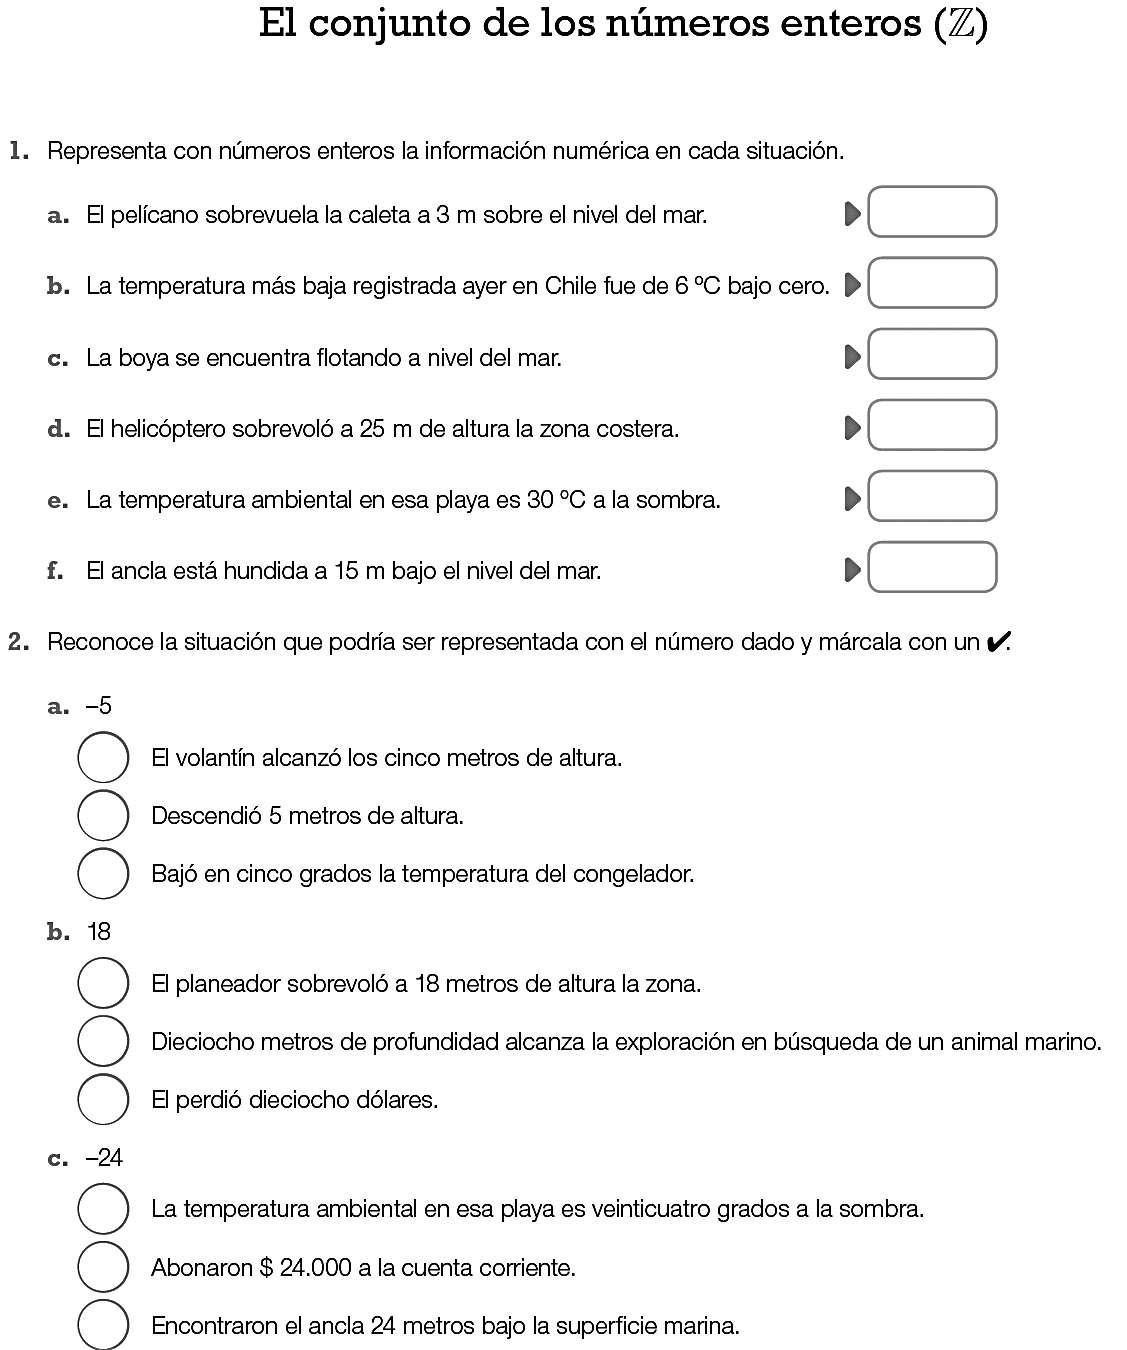 El conjunto de los números enteros (ℤ)
1. Representa con números enteros la información numérica en cada situación.
a. El pelícano sobrevuela la caleta a 3 m sobre el nivel del mar.
b. La temperatura más baja registrada ayer en Chile fue de 6 ºC bajo cero.
c. La boya se encuentra flotando a nivel del mar.
d. El helicóptero sobrevoló a 25 m de altura la zona costera.
e. La temperatura ambiental en esa playa es 30 ºC a la sombra.
f. El ancla está hundida a 15 m bajo el nivel del mar.
2. Reconoce la situación que podría ser representada con el número dado y márcala con un ✔.
a. –5
El volantín alcanzó los cinco metros de altura.
Descendió 5 metros de altura.
Bajó en cinco grados la temperatura del congelador.
b. 18
El planeador sobrevoló a 18 metros de altura la zona.
Dieciocho metros de profundidad alcanza la exploración en búsqueda de un animal marino.
El perdió dieciocho dólares.
c. –24
La temperatura ambiental en esa playa es veinticuatro grados a la sombra.
Abonaron $ 24.000 a la cuenta corriente.
Encontraron el ancla 24 metros bajo la superficie marina.